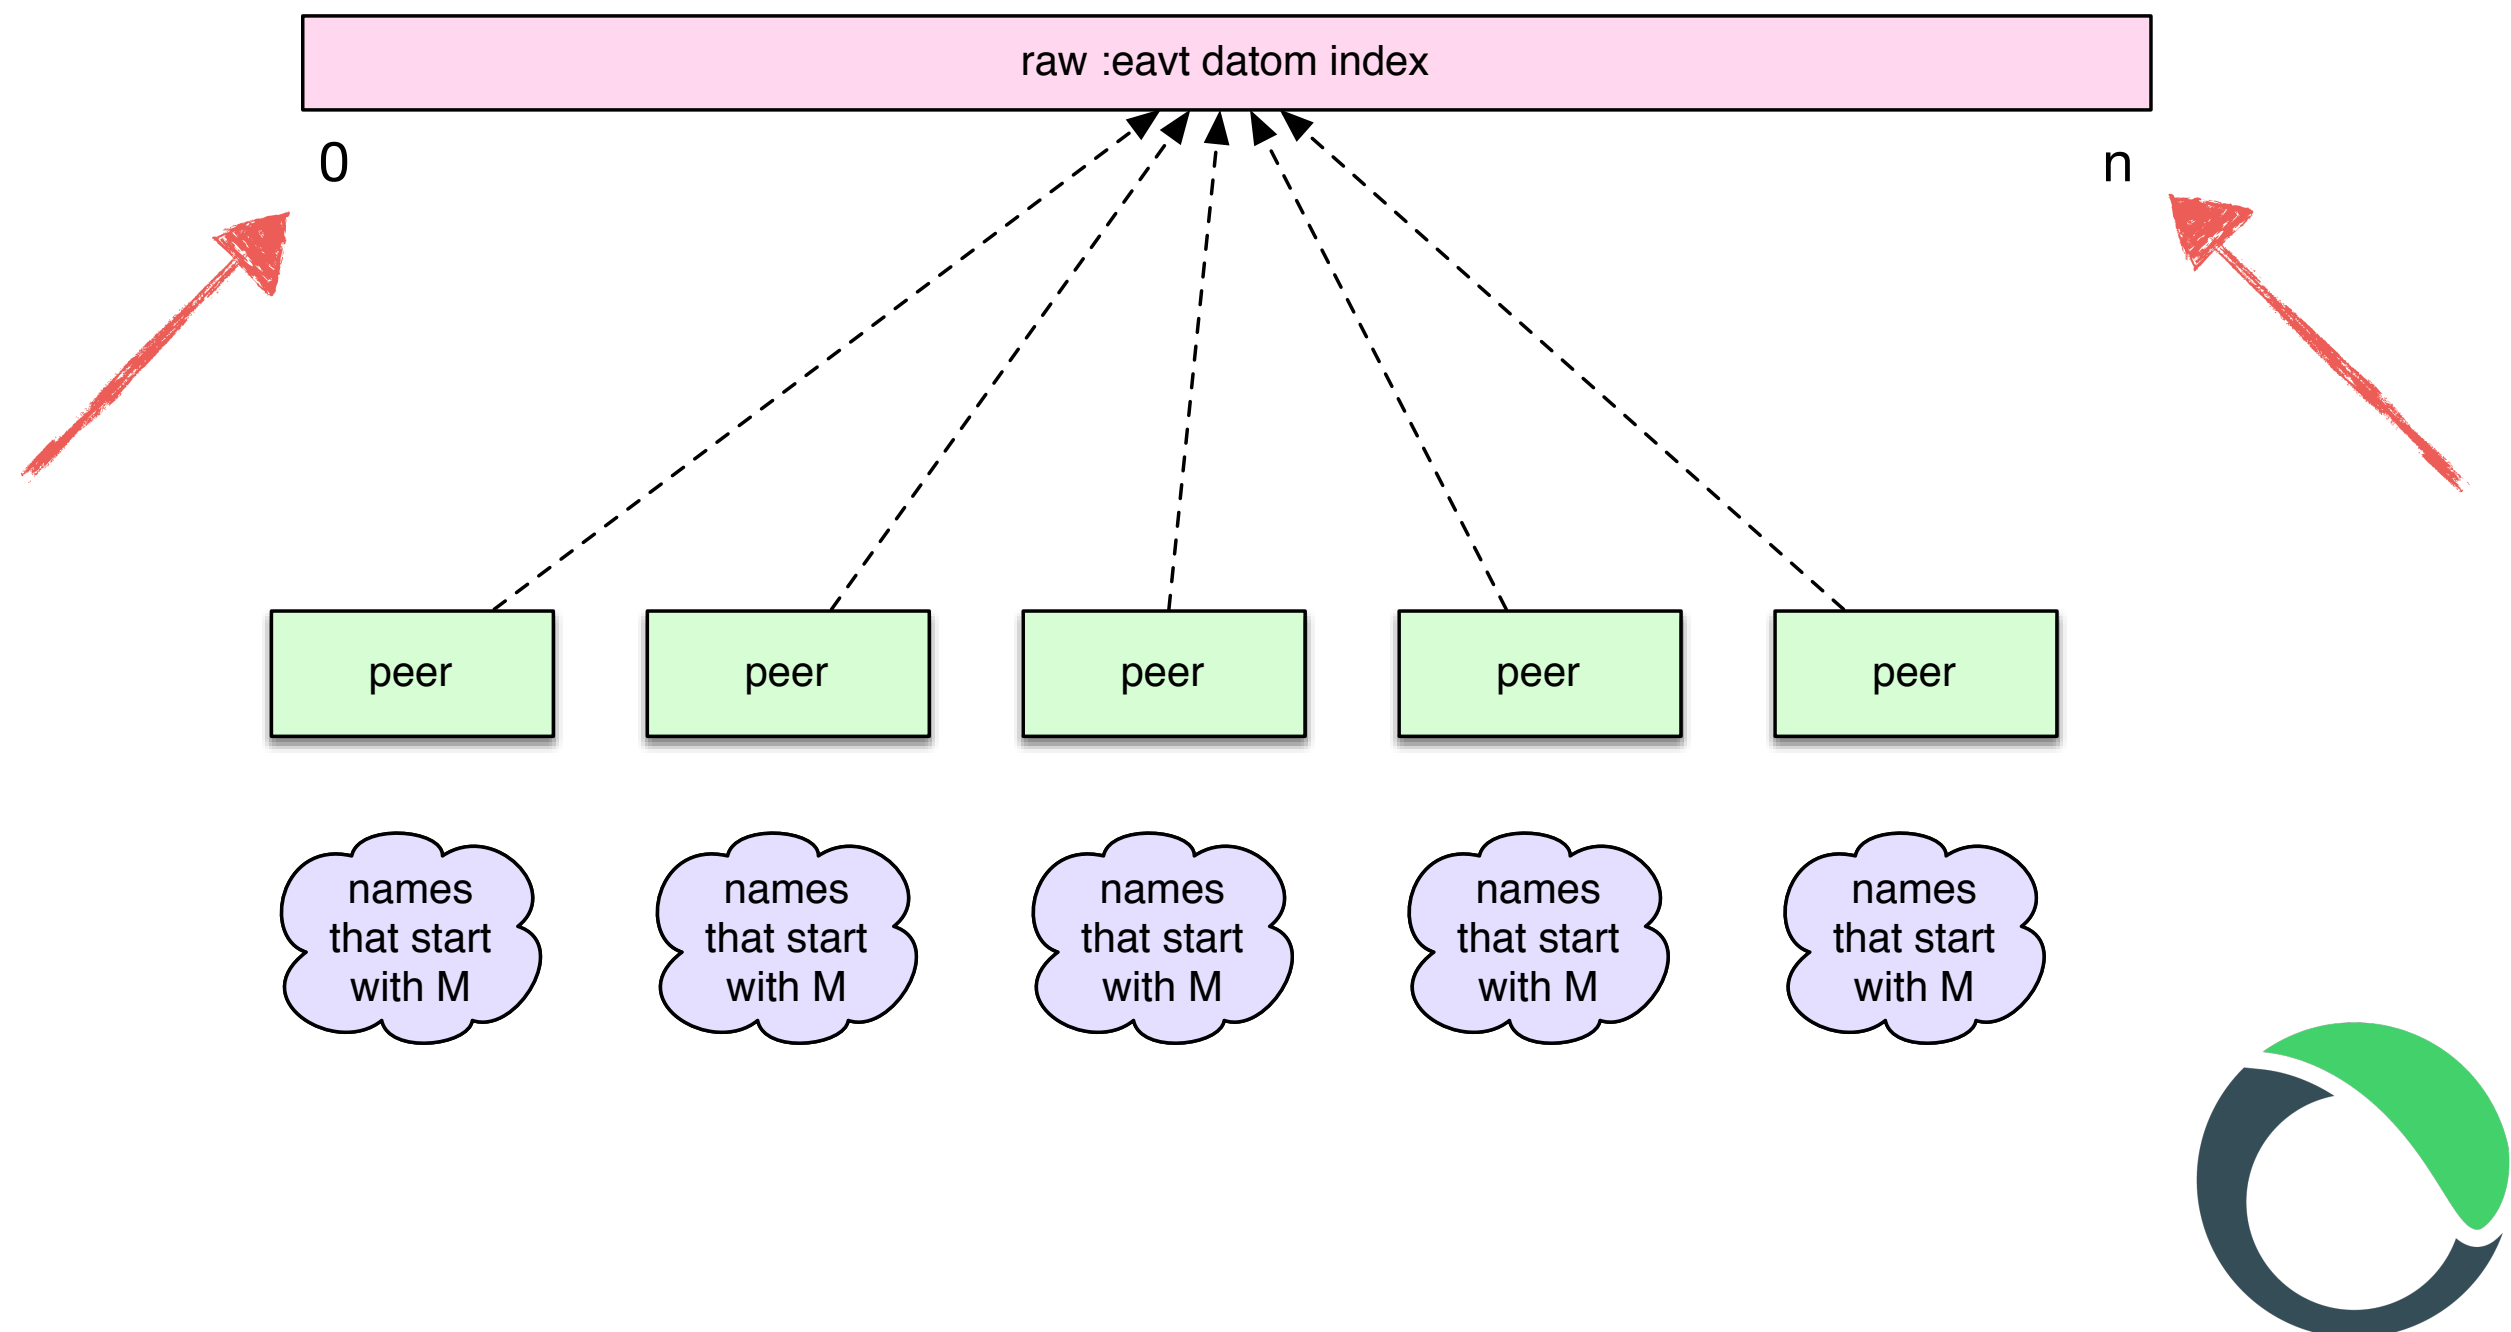 raw :eavt datom index
0
n
peer
peer
peer
peer
peer
names
that start
with M
names
that start
with M
names
that start
with M
names
that start
with M
names
that start
with M